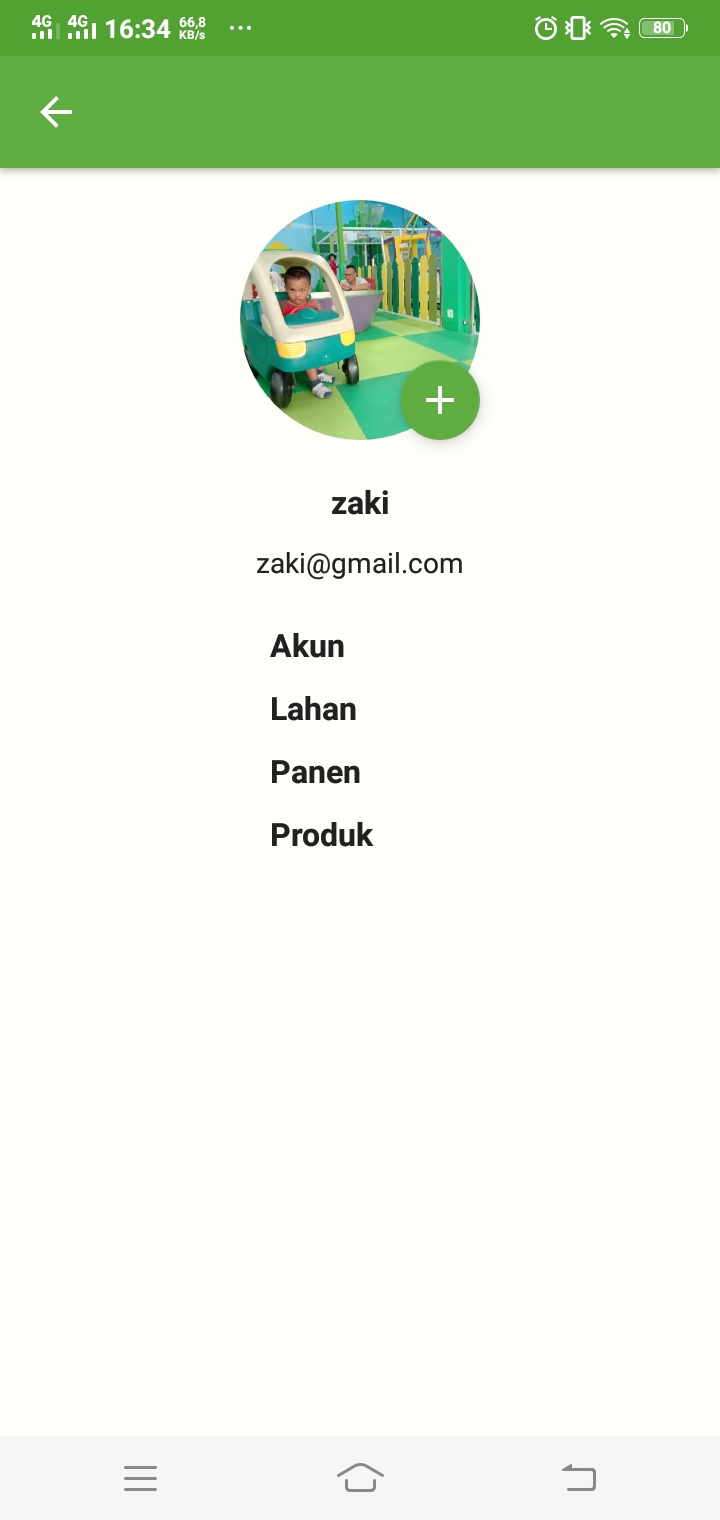 4G 4G 16:34 66,8 KB/s ... 80
zaki
zaki@gmail.com
Akun
Lahan
Panen
Produk